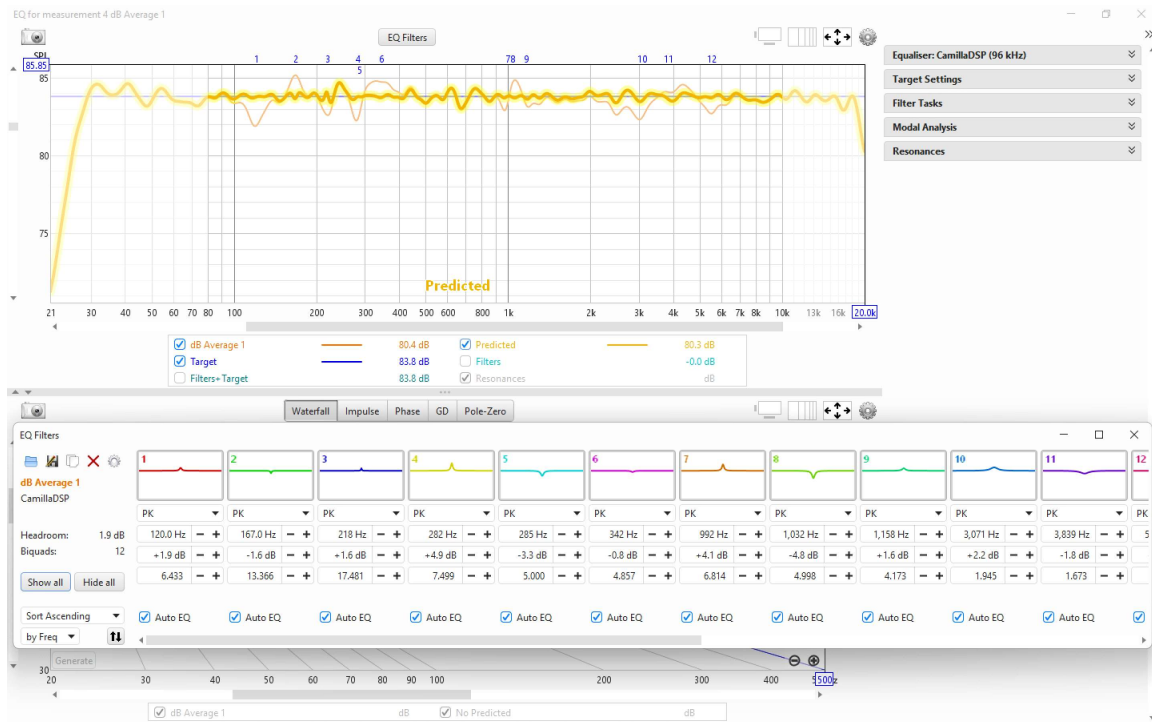 EQ for measurement 4 dB Average 1
EQ Filters
SPL
85.85
1 2 3 4 6 78 9 10 11 12
5
85
80
75
Predicted
21 30 40 50 60 70 80 100 200 300 400 500 600 800 1k 2k 3k 4k 5k 6k 7k 8k 10k 13k 16k 20.0k
Equaliser: CamillaDSP (96 kHz)
Target Settings
Filter Tasks
Modal Analysis
Resonances
dB Average 1 80.4 dB Predicted 80.3 dB
Target 83.8 dB Filters -0.0 dB
Filters+Target 83.8 dB Resonances dB
Waterfall Impulse Phase GD Pole-Zero
EQ Filters
dB Average 1
CamillaDSP
Headroom: 1.9 dB
Biquads: 12
Show all Hide all
Sort Ascending
by Freq
1 2 3 4 5 6 7 8 9 10 11 12
PK PK PK PK PK PK PK PK PK PK PK PK
120.0 Hz 167.0 Hz 218 Hz 282 Hz 285 Hz 342 Hz 992 Hz 1,032 Hz 1,158 Hz 3,071 Hz 3,839 Hz 5
+1.9 dB -1.6 dB +1.6 dB +4.9 dB -3.3 dB -0.8 dB +4.1 dB -4.8 dB +1.6 dB +2.2 dB -1.8 dB
6.433 13.366 17.481 7.499 5.000 4.857 6.814 4.998 4.173 1.945 1.673
Auto EQ Auto EQ Auto EQ Auto EQ Auto EQ Auto EQ Auto EQ Auto EQ Auto EQ Auto EQ Auto EQ
Generate
30
20 30 40 50 60 70 80 90 100 200 300 400 500
dB Average 1 dB No Predicted dB